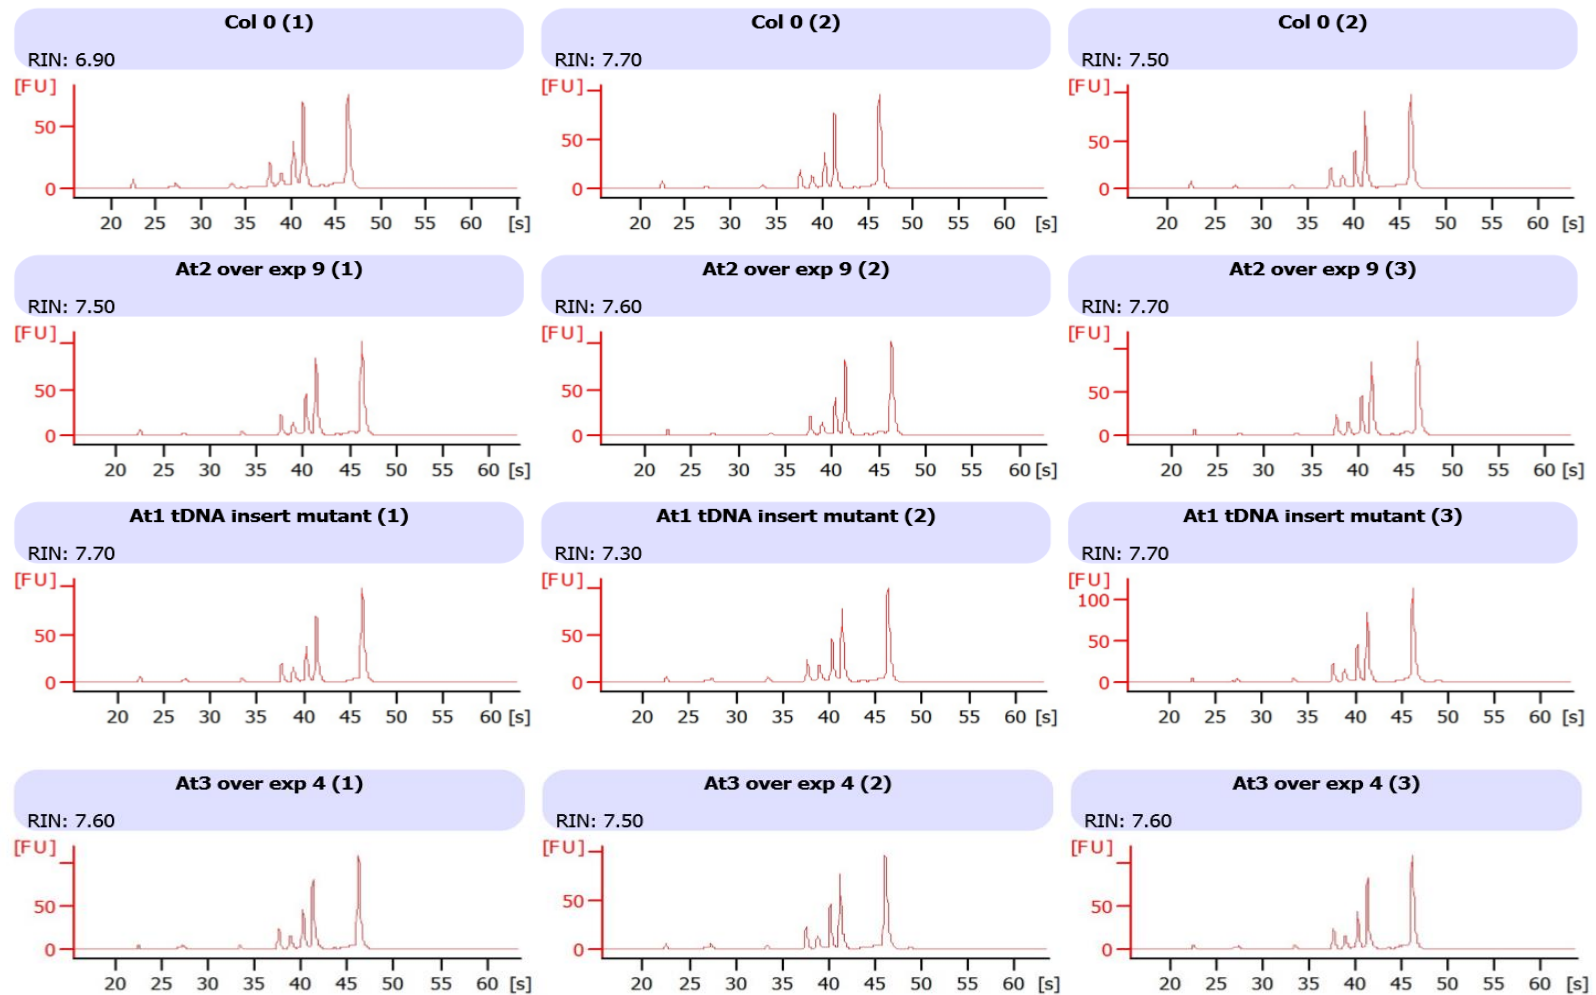 Col 0 (1)
RIN: 6.90
[FU]
50
0
20 25 30 35 40 45 50 55 60 [s]
Col 0 (2)
RIN: 7.70
[FU]
50
0
20 25 30 35 40 45 50 55 60 [s]
Col 0 (2)
RIN: 7.50
[FU]
50
0
20 25 30 35 40 45 50 55 60 [s]
At2 over exp 9 (1)
RIN: 7.50
[FU]
50
0
20 25 30 35 40 45 50 55 60 [s]
At2 over exp 9 (2)
RIN: 7.60
[FU]
50
0
20 25 30 35 40 45 50 55 60 [s]
At2 over exp 9 (3)
RIN: 7.70
[FU]
50
0
20 25 30 35 40 45 50 55 60 [s]
At1 tDNA insert mutant (1)
RIN: 7.70
[FU]
50
0
20 25 30 35 40 45 50 55 60 [s]
At1 tDNA insert mutant (2)
RIN: 7.30
[FU]
50
0
20 25 30 35 40 45 50 55 60 [s]
At1 tDNA insert mutant (3)
RIN: 7.70
[FU]
100
50
0
20 25 30 35 40 45 50 55 60 [s]
At3 over exp 4 (1)
RIN: 7.60
[FU]
50
0
20 25 30 35 40 45 50 55 60 [s]
At3 over exp 4 (2)
RIN: 7.50
[FU]
50
0
20 25 30 35 40 45 50 55 60 [s]
At3 over exp 4 (3)
RIN: 7.60
[FU]
50
0
20 25 30 35 40 45 50 55 60 [s]